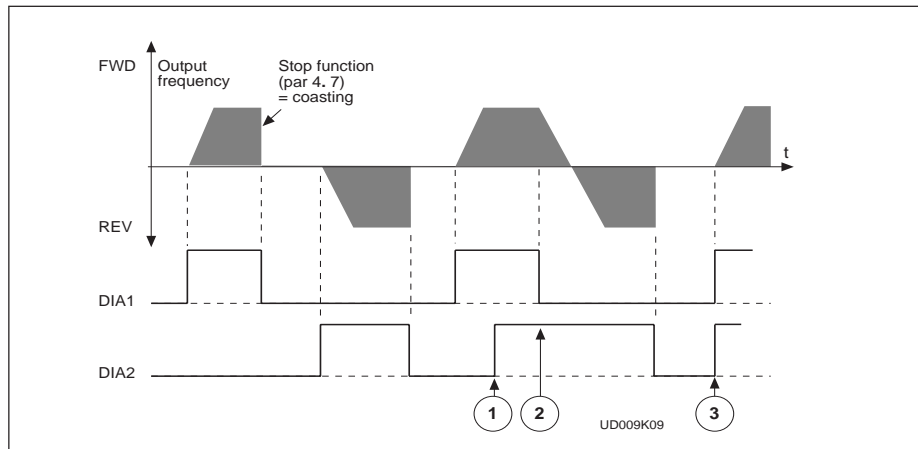 FWD
Output
frequency
Stop function
(par 4. 7)
= coasting
t
REV
DIA1
DIA2
1
2
3
UD009K09